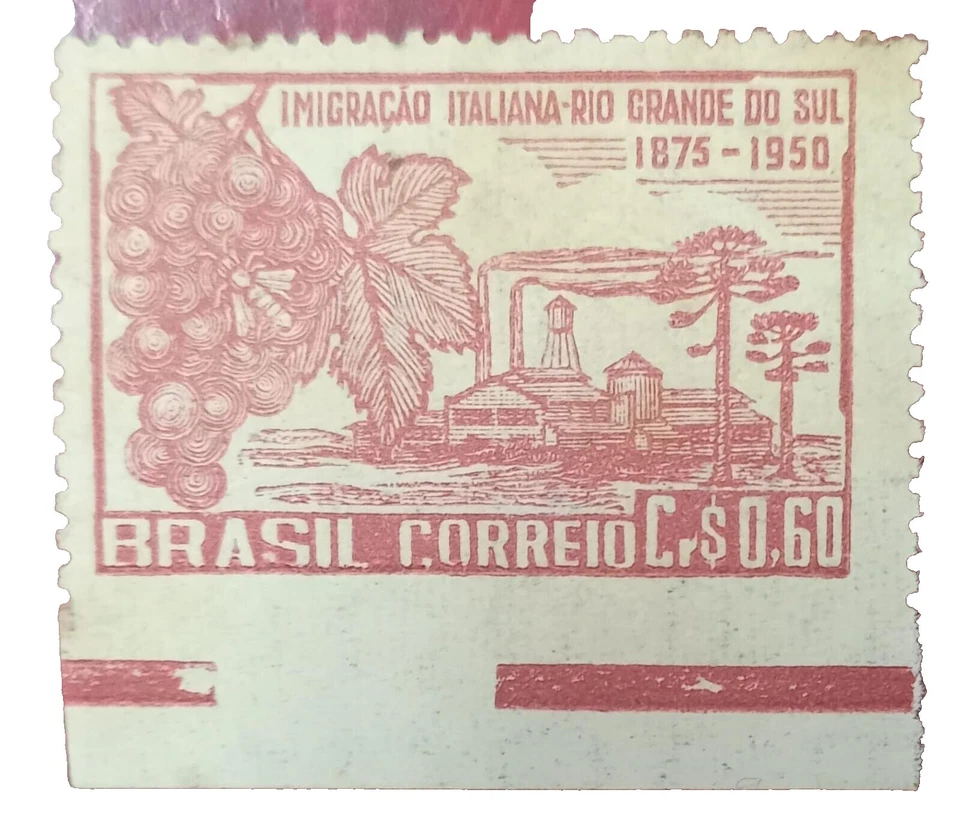 IMIGRAÇÃO ITALIANA-RIO GRANDE DO SUL
1875-1950
BRASIL CORREIO Cr$ 0,60